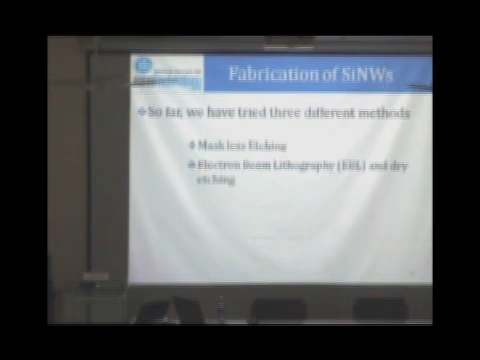 Fabrication of SiNWs
So far, we have tried three different methods
Mask less Etching
Electron Beam Lithography (EBL) and dry
etching